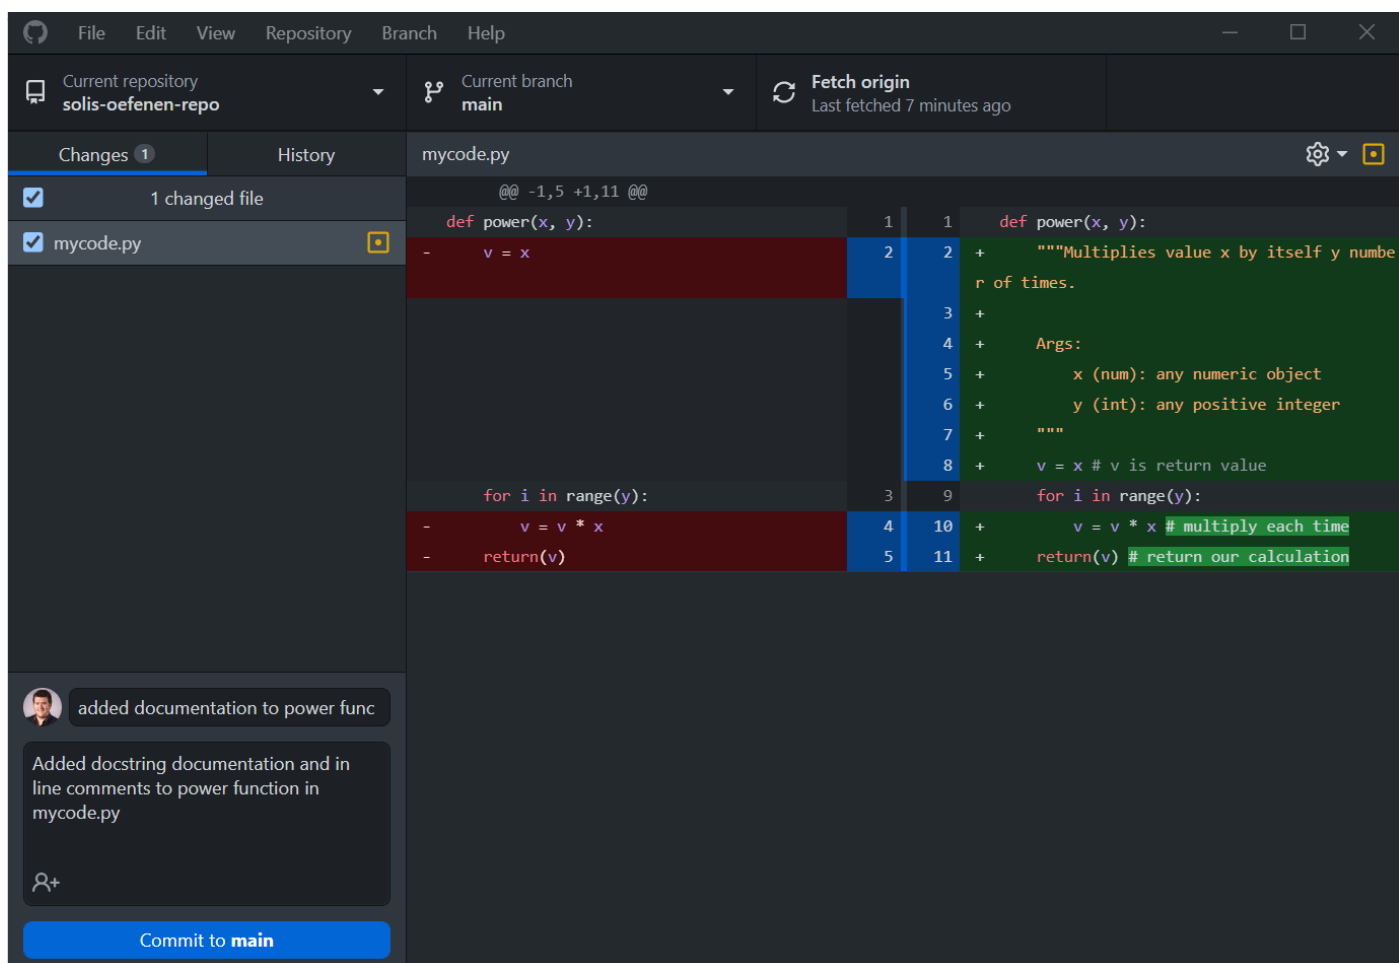 File Edit View Repository Branch Help
Current repository
solis-oefenen-repo
Current branch
main
Fetch origin
Last fetched 7 minutes ago
Changes 1
History
mycode.py
1 changed file
mycode.py
@@ -1,5 +1,11 @@
def power(x, y): 1
- v = x 2
for i in range(y): 3
- v = v * x 4
- return(v) 5
1 def power(x, y):
2 + """Multiplies value x by itself y numbe
r of times.
3 +
4 + Args:
5 + x (num): any numeric object
6 + y (int): any positive integer
7 + """
8 + v = x # v is return value
9 for i in range(y):
10 + v = v * x # multiply each time
11 + return(v) # return our calculation
added documentation to power func
Added docstring documentation and in
line comments to power function in
mycode.py
Commit to main